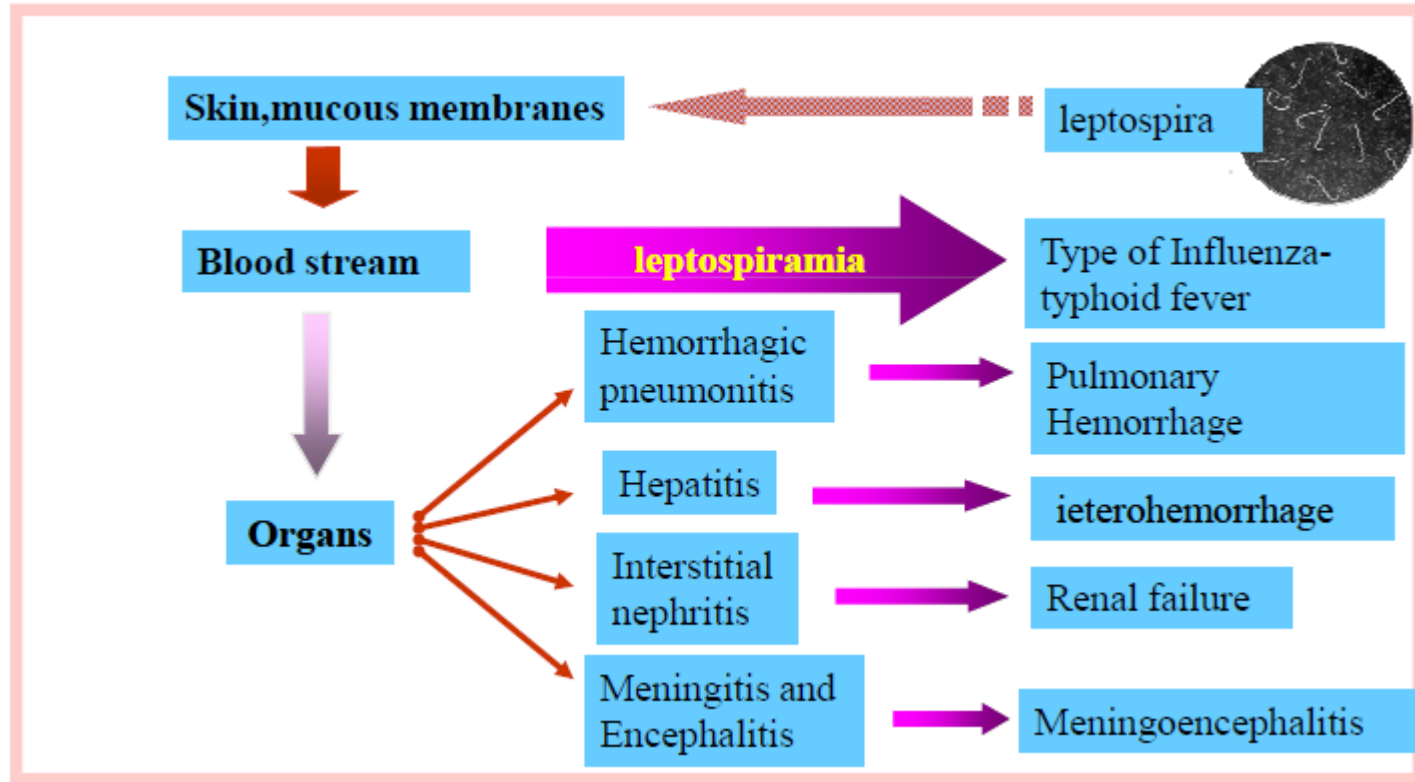 Skin,mucous membranes
leptospira
Blood stream
leptospiramia
Type of Influenza-
typhoid fever
Hemorrhagic
pneumonitis
Pulmonary
Hemorrhage
Organs
Hepatitis
ieterohemorrhage
Interstitial
nephritis
Renal failure
Meningitis and
Encephalitis
Meningoencephalitis